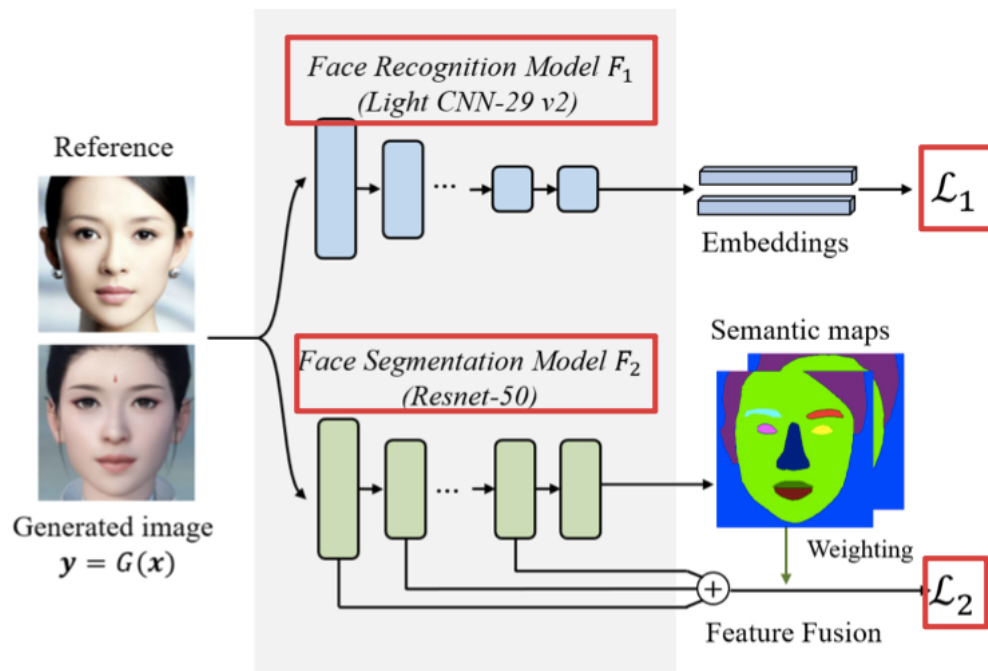 Face Recognition Model F₁
(Light CNN-29 v2)
Reference
...
Embeddings
ℒ₁
Face Segmentation Model F₂
(Resnet-50)
Semantic maps
...
Generated image
y = G(x)
Weighting
+
Feature Fusion
ℒ₂